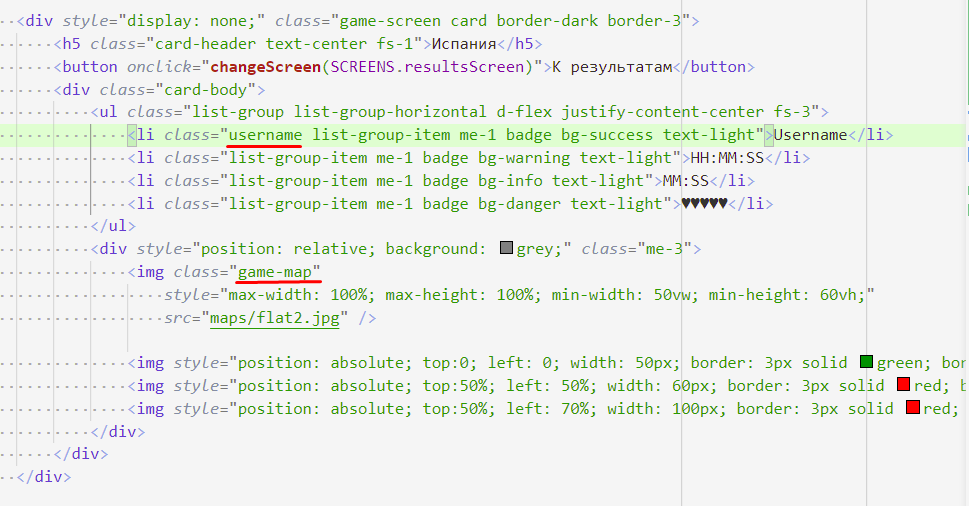 <div style="display: none;" class="game-screen card border-dark border-3">
<h5 class="card-header text-center fs-1">Испания</h5>
<button onclick="changeScreen(SCREENS.resultsScreen)">К результатам</button>
<div class="card-body">
<ul class="list-group list-group-horizontal d-flex justify-content-center fs-3">
<li class="username list-group-item me-1 badge bg-success text-light">Username</li>
<li class="list-group-item me-1 badge bg-warning text-light">HH:MM:SS</li>
<li class="list-group-item me-1 badge bg-info text-light">MM:SS</li>
<li class="list-group-item me-1 badge bg-danger text-light">♥♥♥♥♥</li>
</ul>
<div style="position: relative; background: grey;" class="me-3">
<img class="game-map"
style="max-width: 100%; max-height: 100%; min-width: 50vw; min-height: 60vh;"
src="maps/flat2.jpg" />
<img style="position: absolute; top:0; left: 0; width: 50px; border: 3px solid green; bor
<img style="position: absolute; top:50%; left: 50%; width: 60px; border: 3px solid red; b
<img style="position: absolute; top:50%; left: 70%; width: 100px; border: 3px solid red;
</div>
</div>
</div>